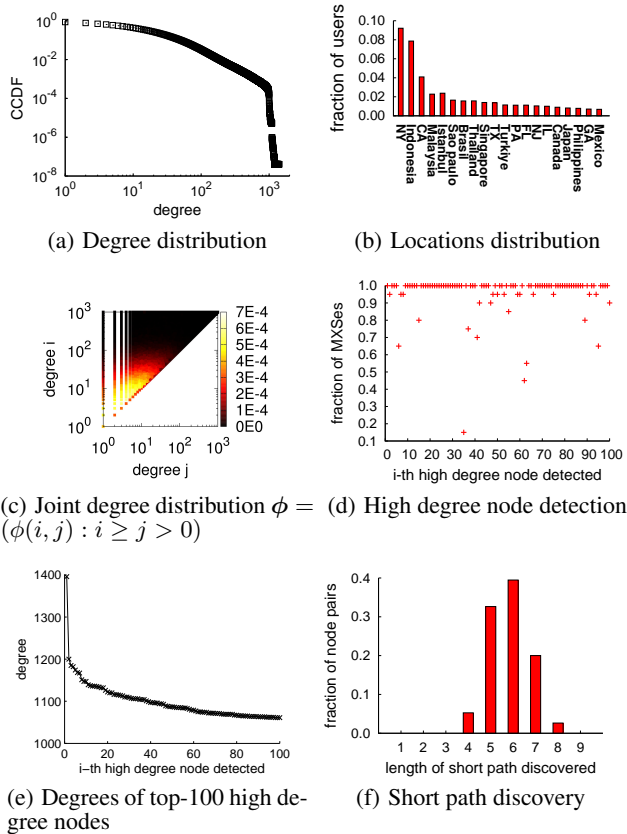 10^0
10^-2
10^-4
10^-6
10^-8
CCDF
10^0 10^1 10^2 10^3
degree
(a) Degree distribution
0.10
0.08
0.06
0.04
0.02
0.00
fraction of users
NY
Indonesia
CA
Malaysia
Istanbul
Sao paulo
Brasil
Thailand
Singapore
TX
Turkiye
PA
FL
NJ
IL
Canada
Japan
Philippines
GA
Mexico
(b) Locations distribution
10^3
10^2
10^1
10^0
degree i
10^0 10^1 10^2 10^3
degree j
7E-4
6E-4
5E-4
4E-4
3E-4
2E-4
1E-4
0E0
(c) Joint degree distribution ϕ =
(ϕ(i, j) : i ≥ j > 0)
1.0
0.9
0.8
0.7
0.6
0.5
0.4
0.3
0.2
0.1
fraction of MXSes
0 10 20 30 40 50 60 70 80 90 100
i-th high degree node detected
(d) High degree node detection
1400
1300
1200
1100
1000
degree
0 20 40 60 80 100
i−th high degree node detected
(e) Degrees of top-100 high de-
gree nodes
0.4
0.3
0.2
0.1
0.0
fraction of node pairs
1 2 3 4 5 6 7 8 9
length of short path discovered
(f) Short path discovery